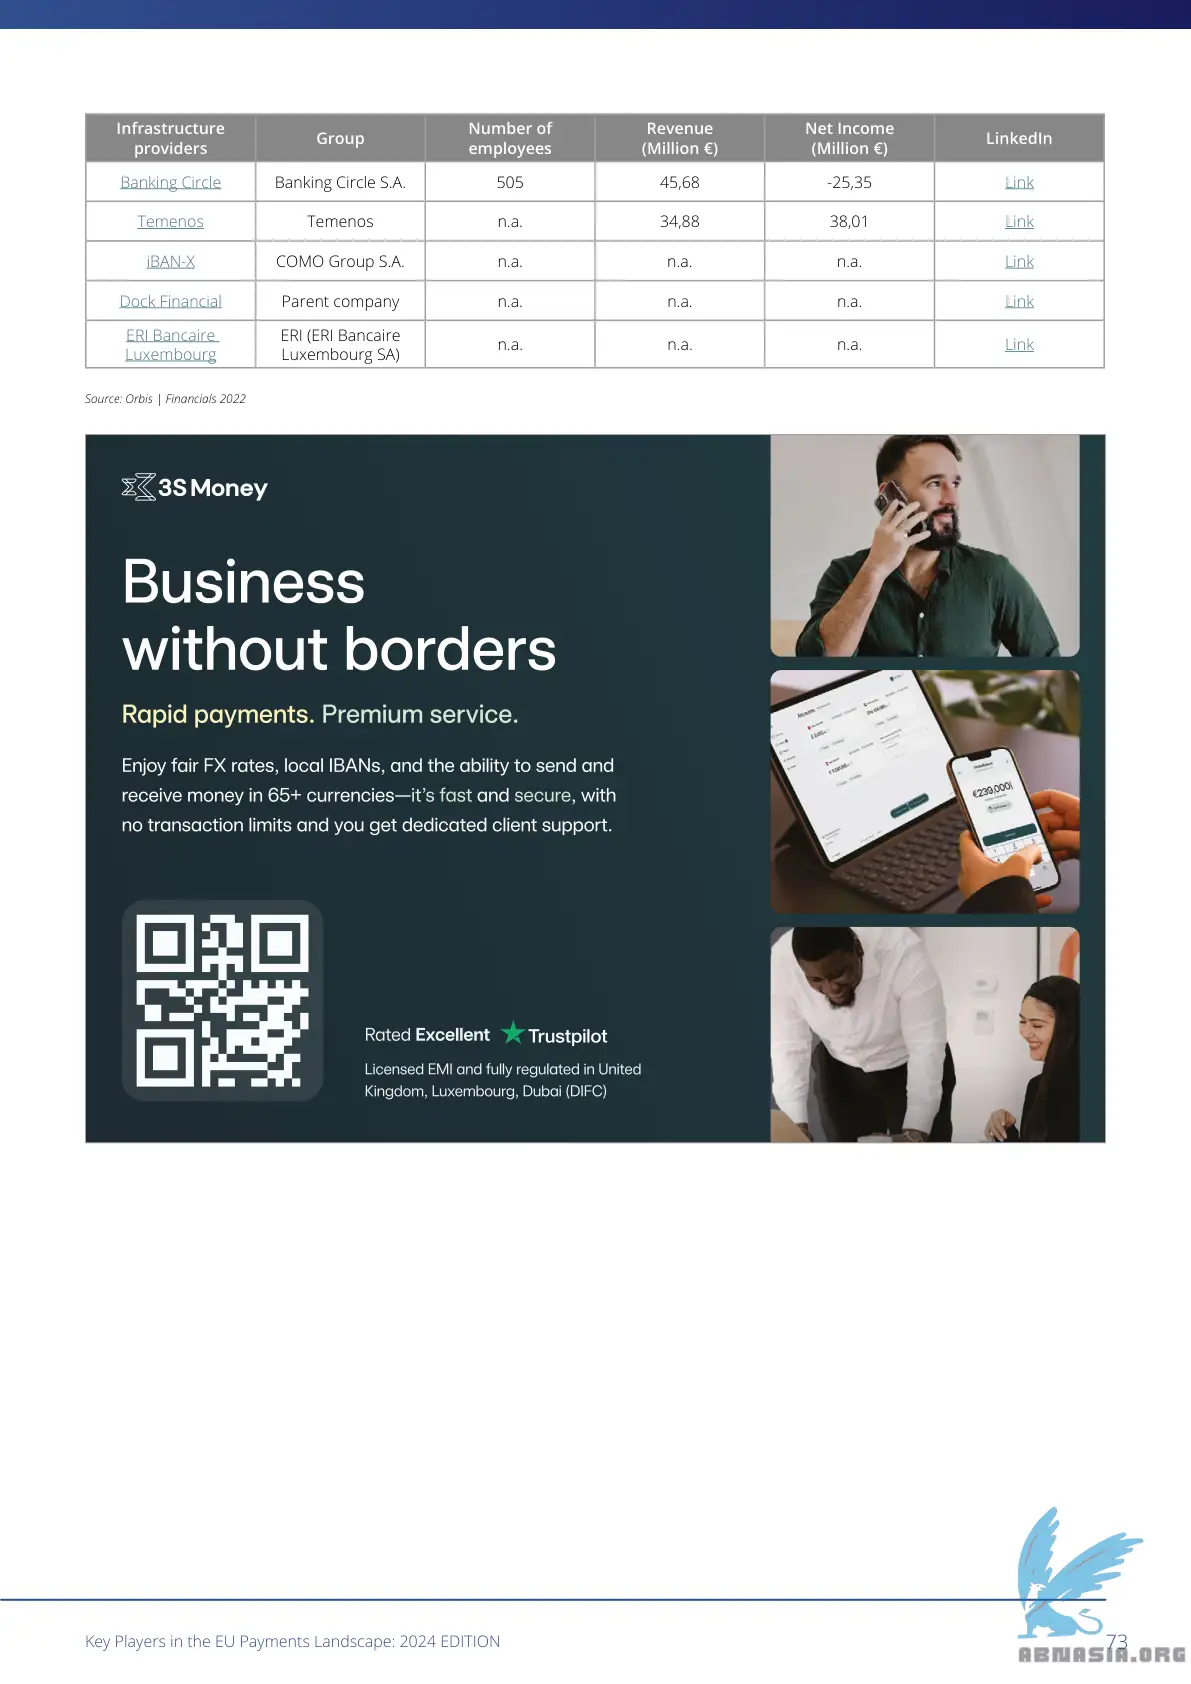 Infrastructure providers | Group | Number of employees | Revenue (Million €) | Net Income (Million €) | LinkedIn
Banking Circle | Banking Circle S.A. | 505 | 45,68 | -25,35 | Link
Temenos | Temenos | n.a. | 34,88 | 38,01 | Link
iBAN-X | COMO Group S.A. | n.a. | n.a. | n.a. | Link
Dock Financial | Parent company | n.a. | n.a. | n.a. | Link
ERI Bancaire Luxembourg | ERI (ERI Bancaire Luxembourg SA) | n.a. | n.a. | n.a. | Link
Source: Orbis | Financials 2022
3S Money
Business
without borders
Rapid payments. Premium service.
Enjoy fair FX rates, local IBANs, and the ability to send and
receive money in 65+ currencies—it's fast and secure, with
no transaction limits and you get dedicated client support.
Accounts
€239,000
Rated Excellent Trustpilot
Licensed EMI and fully regulated in United
Kingdom, Luxembourg, Dubai (DIFC)
Key Players in the EU Payments Landscape: 2024 EDITION
73
ABNASIA.ORG